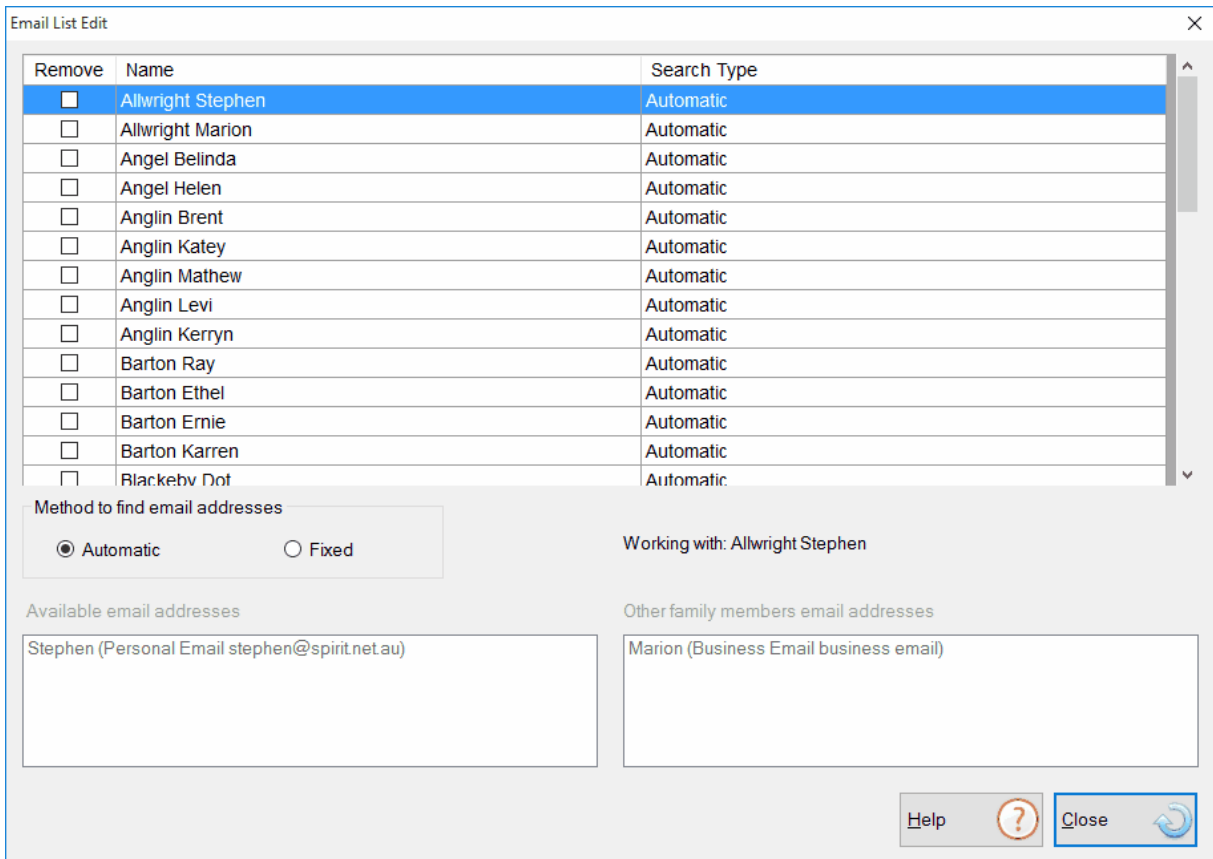 Email List Edit
Remove Name Search Type
Allwright Stephen Automatic
Allwright Marion Automatic
Angel Belinda Automatic
Angel Helen Automatic
Anglin Brent Automatic
Anglin Katey Automatic
Anglin Mathew Automatic
Anglin Levi Automatic
Anglin Kerryn Automatic
Barton Ray Automatic
Barton Ethel Automatic
Barton Ernie Automatic
Barton Karren Automatic
Blackeby Dot Automatic
Method to find email addresses
Automatic Fixed
Working with: Allwright Stephen
Available email addresses
Stephen (Personal Email stephen@spirit.net.au)
Other family members email addresses
Marion (Business Email business email)
Help ? Close